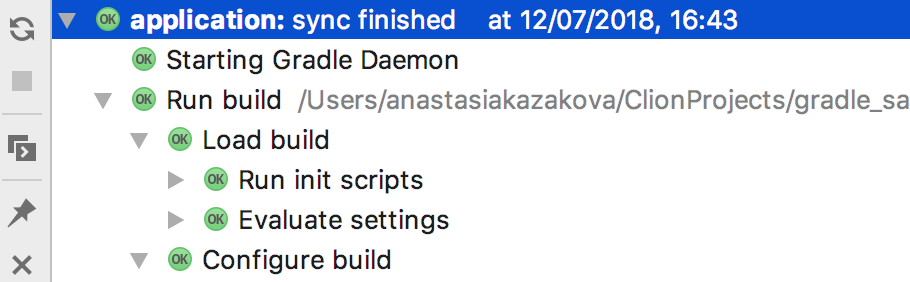 OK application: sync finished at 12/07/2018, 16:43
OK Starting Gradle Daemon
OK Run build /Users/anastasiakazakova/ClionProjects/gradle_sa
OK Load build
OK Run init scripts
OK Evaluate settings
OK Configure build